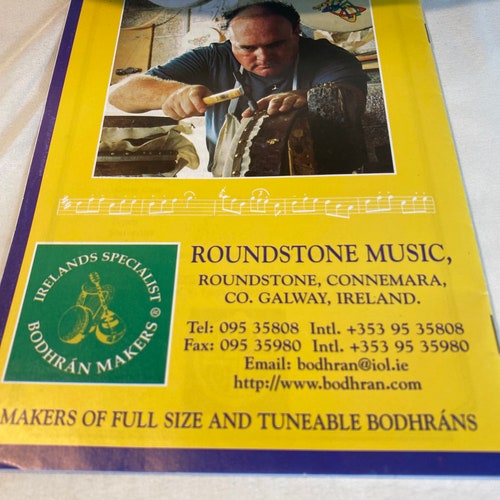 IRELANDS SPECIALIST
BODHRÁN MAKERS ®
ROUNDSTONE MUSIC,
ROUNDSTONE, CONNEMARA,
CO. GALWAY, IRELAND.
Tel: 095 35808 Intl. +353 95 35808
Fax: 095 35980 Intl. +353 95 35980
Email: bodhran@iol.ie
http://www.bodhran.com
MAKERS OF FULL SIZE AND TUNEABLE BODHRÁNS